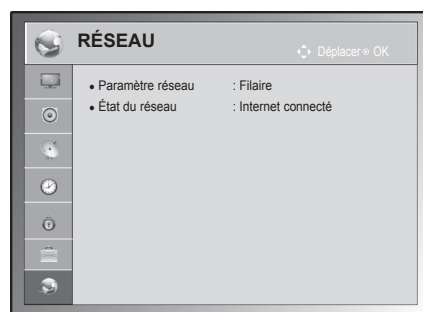 RÉSEAU
Déplacer OK
• Paramètre réseau : Filaire
• État du réseau : Internet connecté